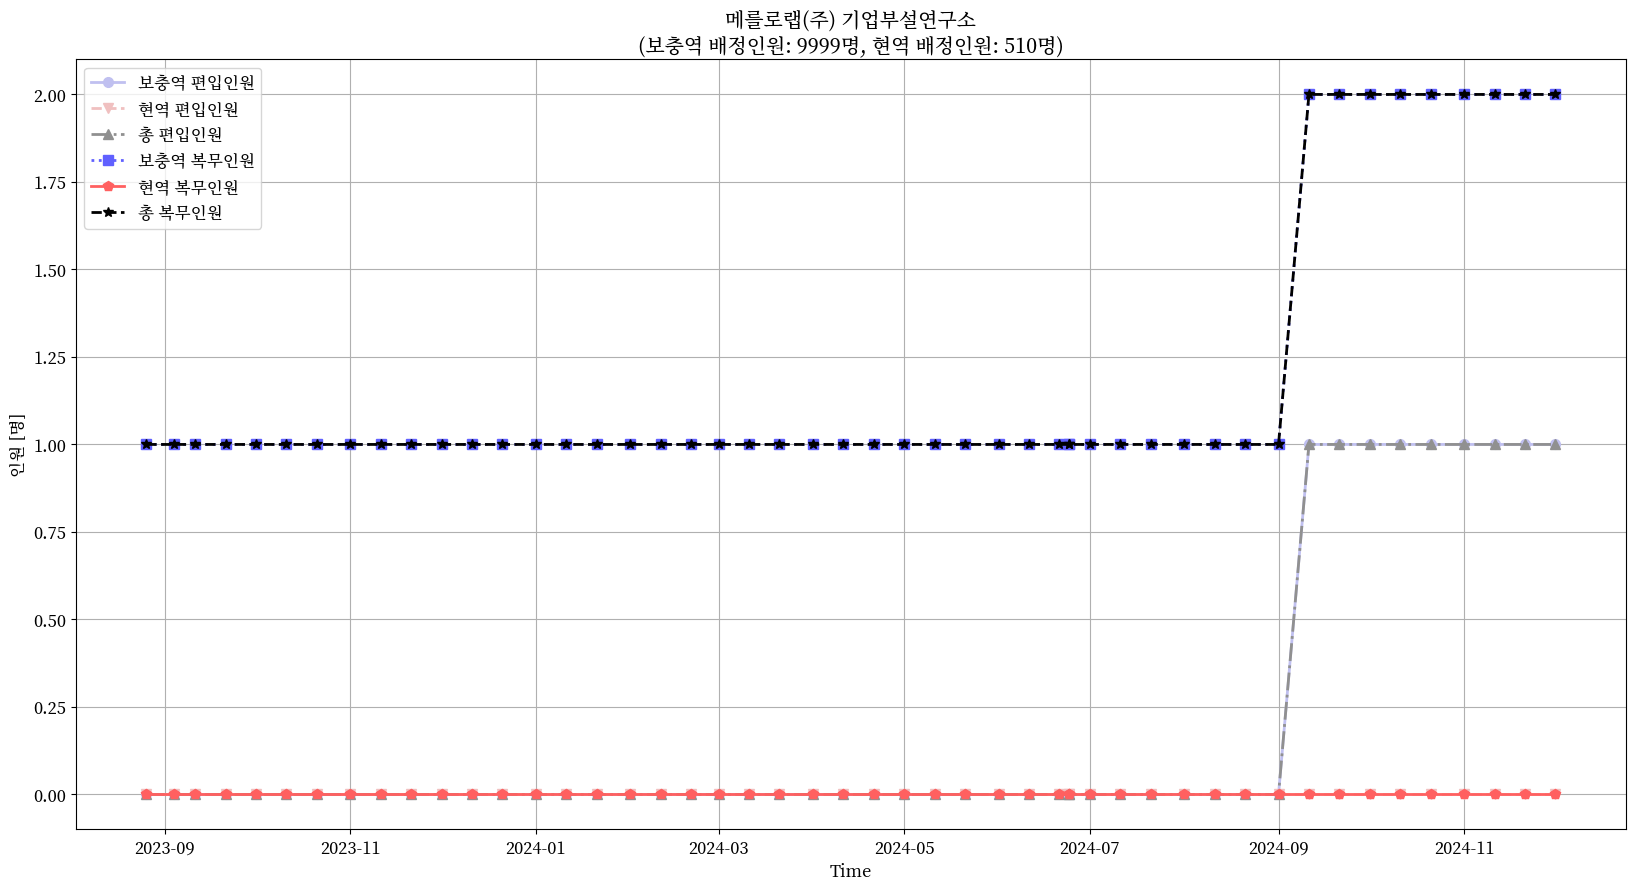 메를로랩(주) 기업부설연구소
(보충역 배정인원: 9999명, 현역 배정인원: 510명)
보충역 편입인원
현역 편입인원
총 편입인원
보충역 복무인원
현역 복무인원
총 복무인원
2.00
1.75
1.50
1.25
1.00
0.75
0.50
0.25
0.00
인원 [명]
2023-09 2023-11 2024-01 2024-03 2024-05 2024-07 2024-09 2024-11
Time